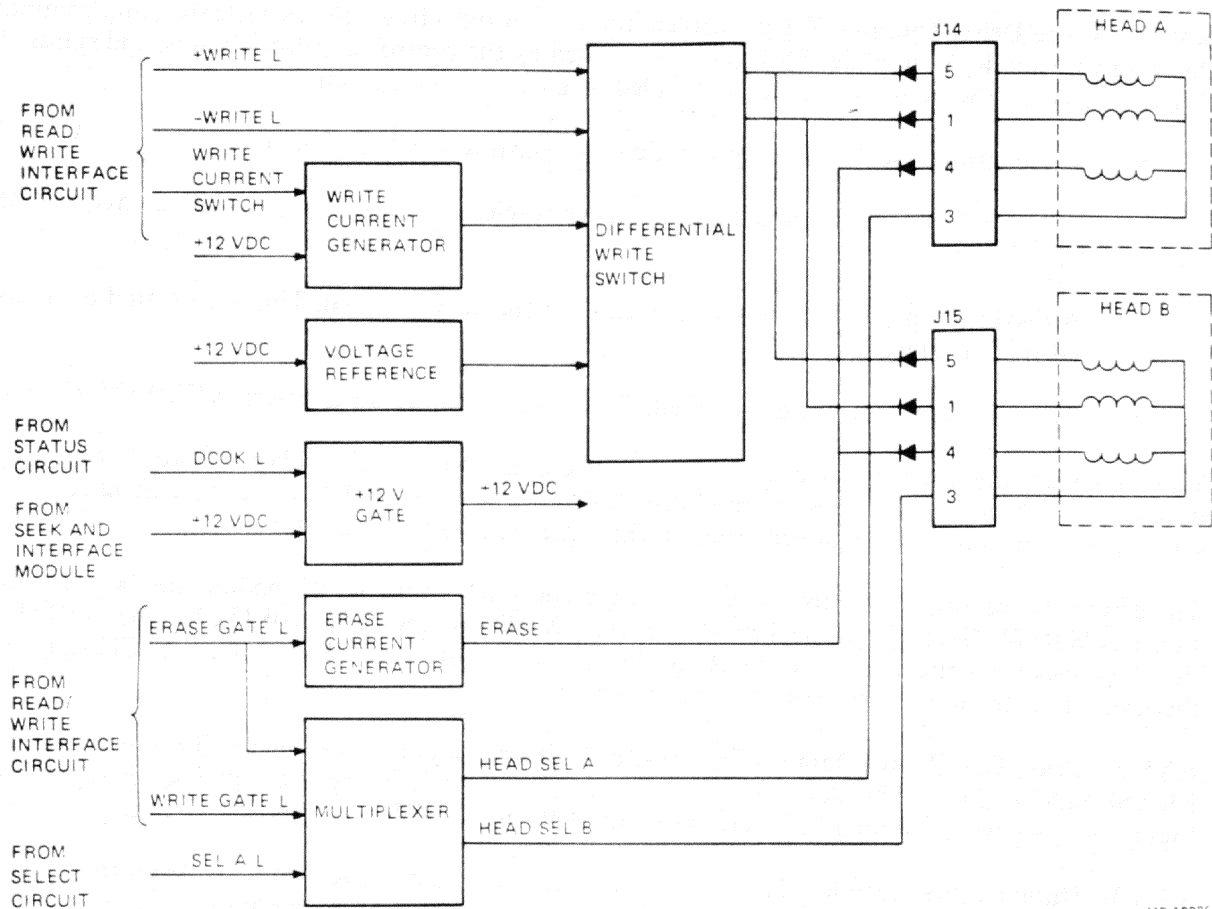 +WRITE L
-WRITE L
FROM
READ/
WRITE
INTERFACE
CIRCUIT
WRITE
CURRENT
SWITCH
+12 VDC
WRITE
CURRENT
GENERATOR
DIFFERENTIAL
WRITE
SWITCH
+12 VDC
VOLTAGE
REFERENCE
J14
5
1
4
3
HEAD A
J15
5
1
4
3
HEAD B
FROM
STATUS
CIRCUIT
DCOK L
FROM
SEEK AND
INTERFACE
MODULE
+12 VDC
+12 V
GATE
+12 VDC
FROM
READ/
WRITE
INTERFACE
CIRCUIT
ERASE GATE L
ERASE
CURRENT
GENERATOR
ERASE
WRITE GATE L
MULTIPLEXER
HEAD SEL A
HEAD SEL B
FROM
SELECT
CIRCUIT
SEL A L